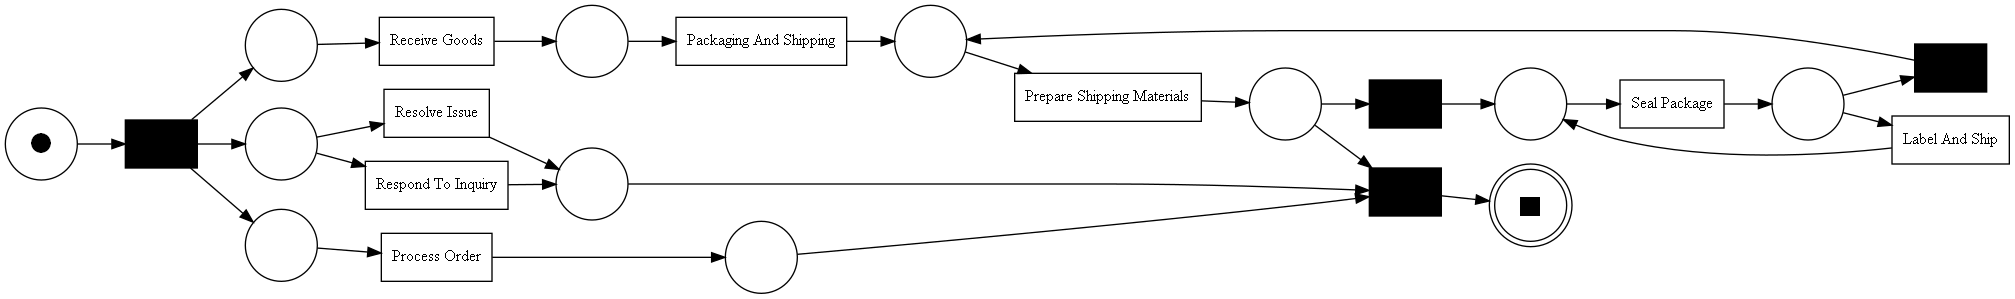 Receive Goods
Packaging And Shipping
Resolve Issue
Prepare Shipping Materials
Seal Package
Label And Ship
Respond To Inquiry
Process Order